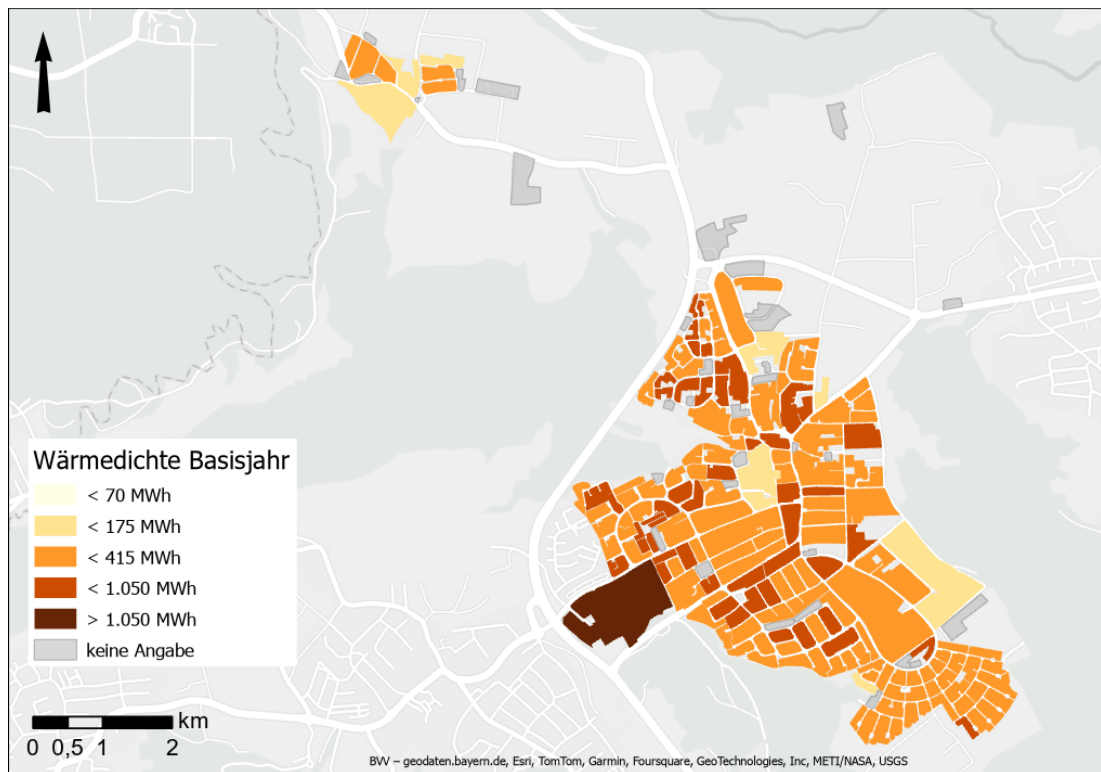 Wärmedichte Basisjahr
< 70 MWh
< 175 MWh
< 415 MWh
< 1.050 MWh
> 1.050 MWh
keine Angabe
km
0 0,5 1 2
BVV – geodaten.bayern.de, Esri, TomTom, Garmin, Foursquare, GeoTechnologies, Inc, METI/NASA, USGS